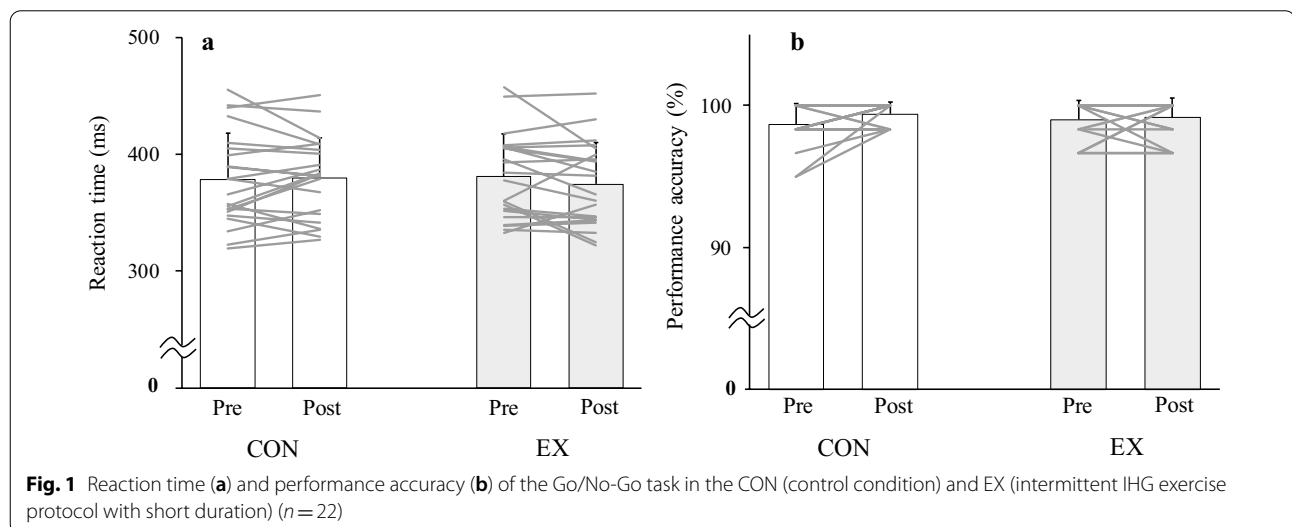 a
Reaction time (ms)
500
400
300
0
Pre Post Pre Post
CON EX
b
Performance accuracy (%)
100
90
0
Pre Post Pre Post
CON EX
Fig. 1 Reaction time (a) and performance accuracy (b) of the Go/No-Go task in the CON (control condition) and EX (intermittent IHG exercise
protocol with short duration) (n=22)